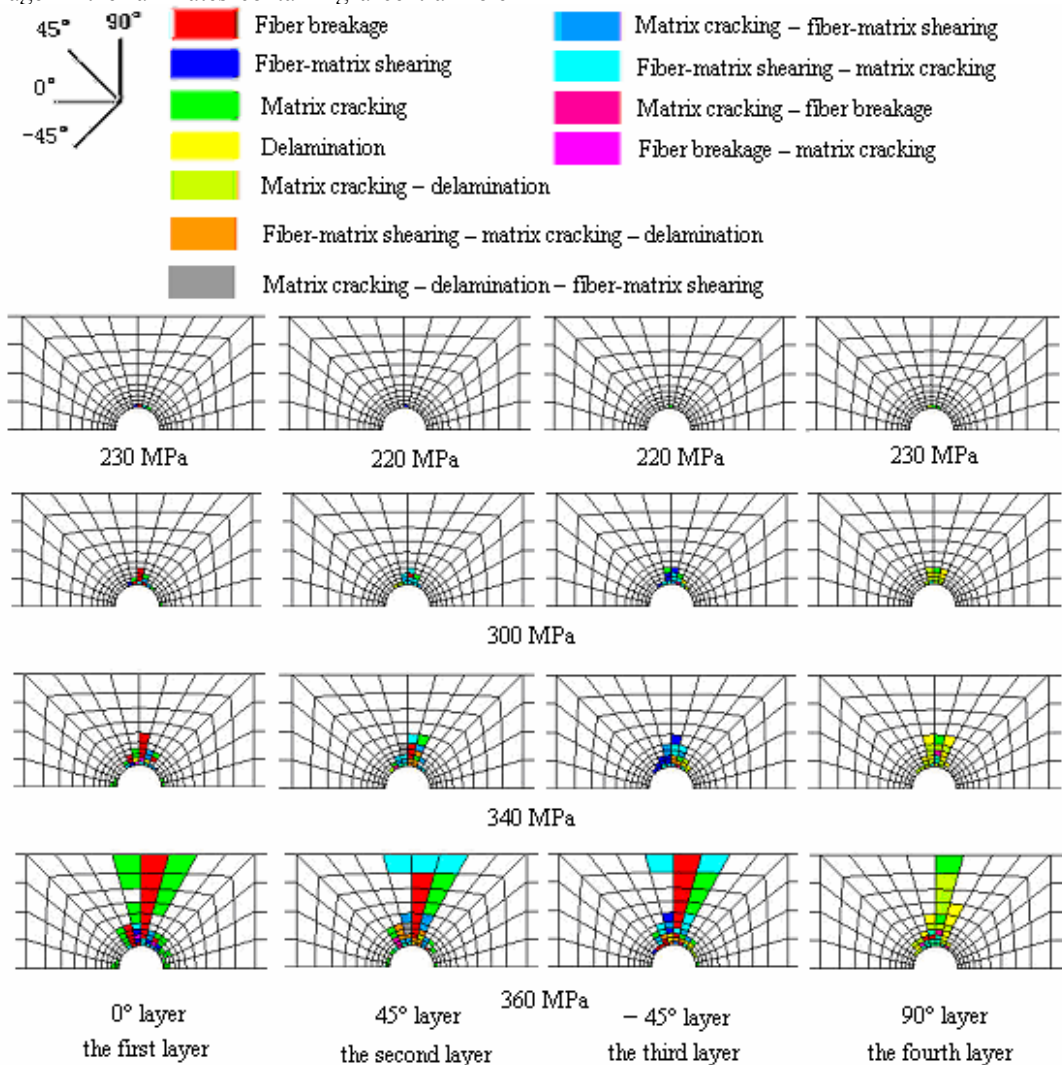 90°
45°
0°
−45°
Fiber breakage
Fiber-matrix shearing
Matrix cracking
Delamination
Matrix cracking – delamination
Fiber-matrix shearing – matrix cracking – delamination
Matrix cracking – delamination – fiber-matrix shearing
Matrix cracking – fiber-matrix shearing
Fiber-matrix shearing – matrix cracking
Matrix cracking – fiber breakage
Fiber breakage – matrix cracking
230 MPa 220 MPa 220 MPa 230 MPa
300 MPa
340 MPa
360 MPa
0° layer 45° layer − 45° layer 90° layer
the first layer the second layer the third layer the fourth layer